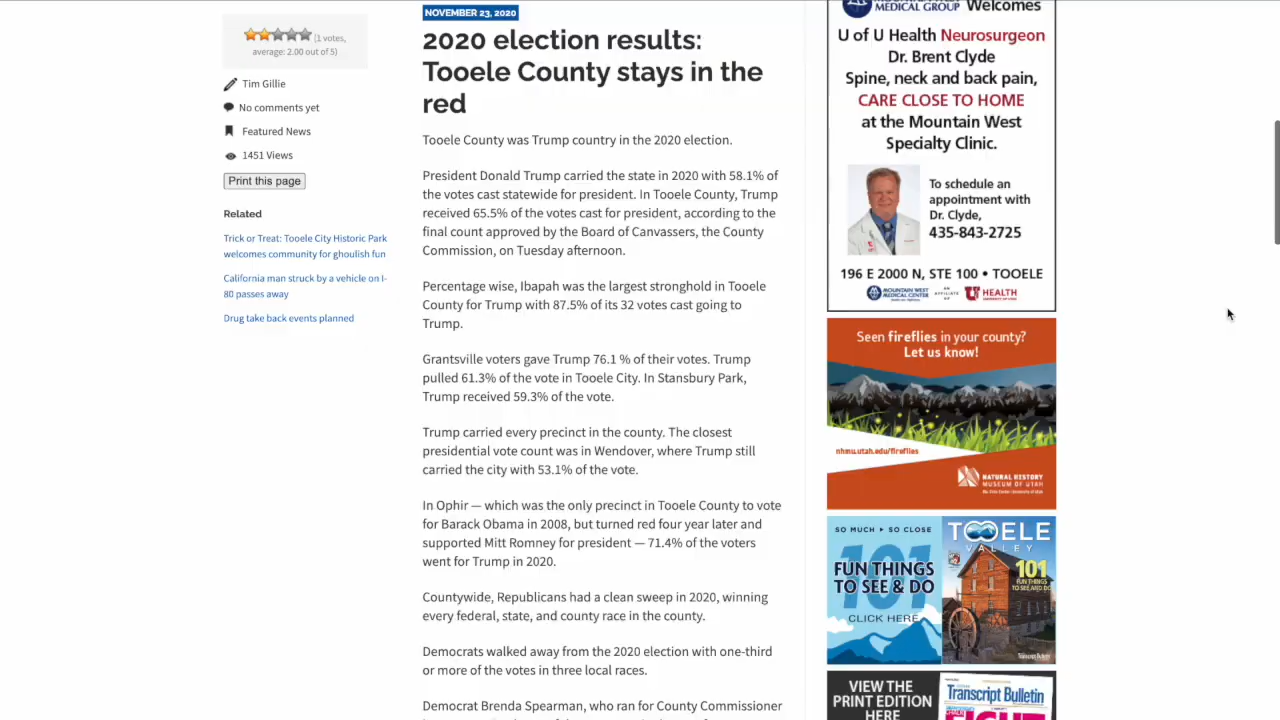 (1 votes,
average: 2.00 out of 5)
Tim Gillie
No comments yet
Featured News
1451 Views
Print this page
Related
Trick or Treat: Tooele City Historic Park
welcomes community for ghoulish fun
California man struck by a vehicle on I-
80 passes away
Drug take back events planned
NOVEMBER 23, 2020
2020 election results:
Tooele County stays in the
red
Tooele County was Trump country in the 2020 election.
President Donald Trump carried the state in 2020 with 58.1% of
the votes cast statewide for president. In Tooele County, Trump
received 65.5% of the votes cast for president, according to the
final count approved by the Board of Canvassers, the County
Commission, on Tuesday afternoon.
Percentage wise, Ibapah was the largest stronghold in Tooele
County for Trump with 87.5% of its 32 votes cast going to
Trump.
Grantsville voters gave Trump 76.1 % of their votes. Trump
pulled 61.3% of the vote in Tooele City. In Stansbury Park,
Trump received 59.3% of the vote.
Trump carried every precinct in the county. The closest
presidential vote count was in Wendover, where Trump still
carried the city with 53.1% of the vote.
In Ophir — which was the only precinct in Tooele County to vote
for Barack Obama in 2008, but turned red four year later and
supported Mitt Romney for president — 71.4% of the voters
went for Trump in 2020.
Countywide, Republicans had a clean sweep in 2020, winning
every federal, state, and county race in the county.
Democrats walked away from the 2020 election with one-third
or more of the votes in three local races.
Democrat Brenda Spearman, who ran for County Commissioner
MEDICAL GROUP Welcomes
U of U Health Neurosurgeon
Dr. Brent Clyde
Spine, neck and back pain,
CARE CLOSE TO HOME
at the Mountain West
Specialty Clinic.
To schedule an
appointment with
Dr. Clyde,
435-843-2725
196 E 2000 N, STE 100 • TOOELE
MOUNTAIN WEST
MEDICAL CENTER
AN
AFFILIATE
OF
U HEALTH
UNIVERSITY OF UTAH
Seen fireflies in your county?
Let us know!
nhmu.utah.edu/fireflies
NATURAL HISTORY
MUSEUM OF UTAH
SO MUCH ▸ SO CLOSE
101
FUN THINGS
TO SEE & DO
CLICK HERE
TOOELE
VALLEY
101
FUN THINGS
TO SEE AND DO
Transcript Bulletin
VIEW THE
PRINT EDITION
HERE
Transcript Bulletin
FIGHT